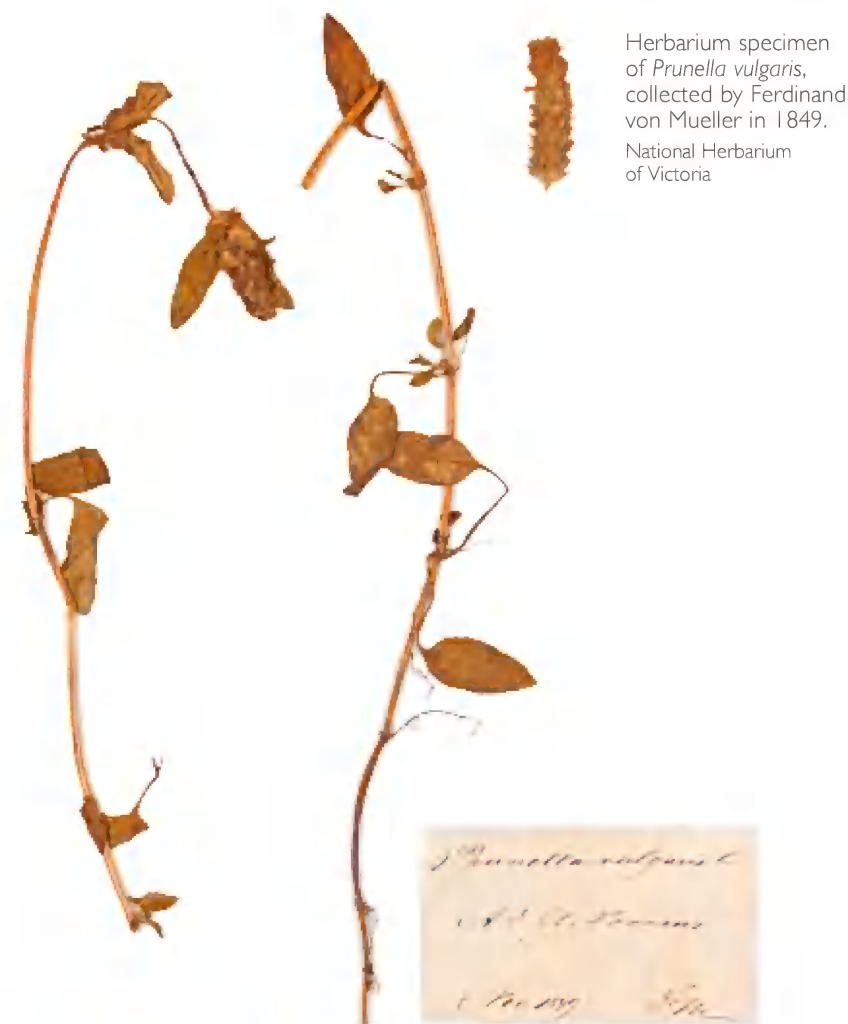 Herbarium specimen
of Prunella vulgaris,
collected by Ferdinand
von Mueller in 1849.
National Herbarium
of Victoria
Prunella vulgaris L